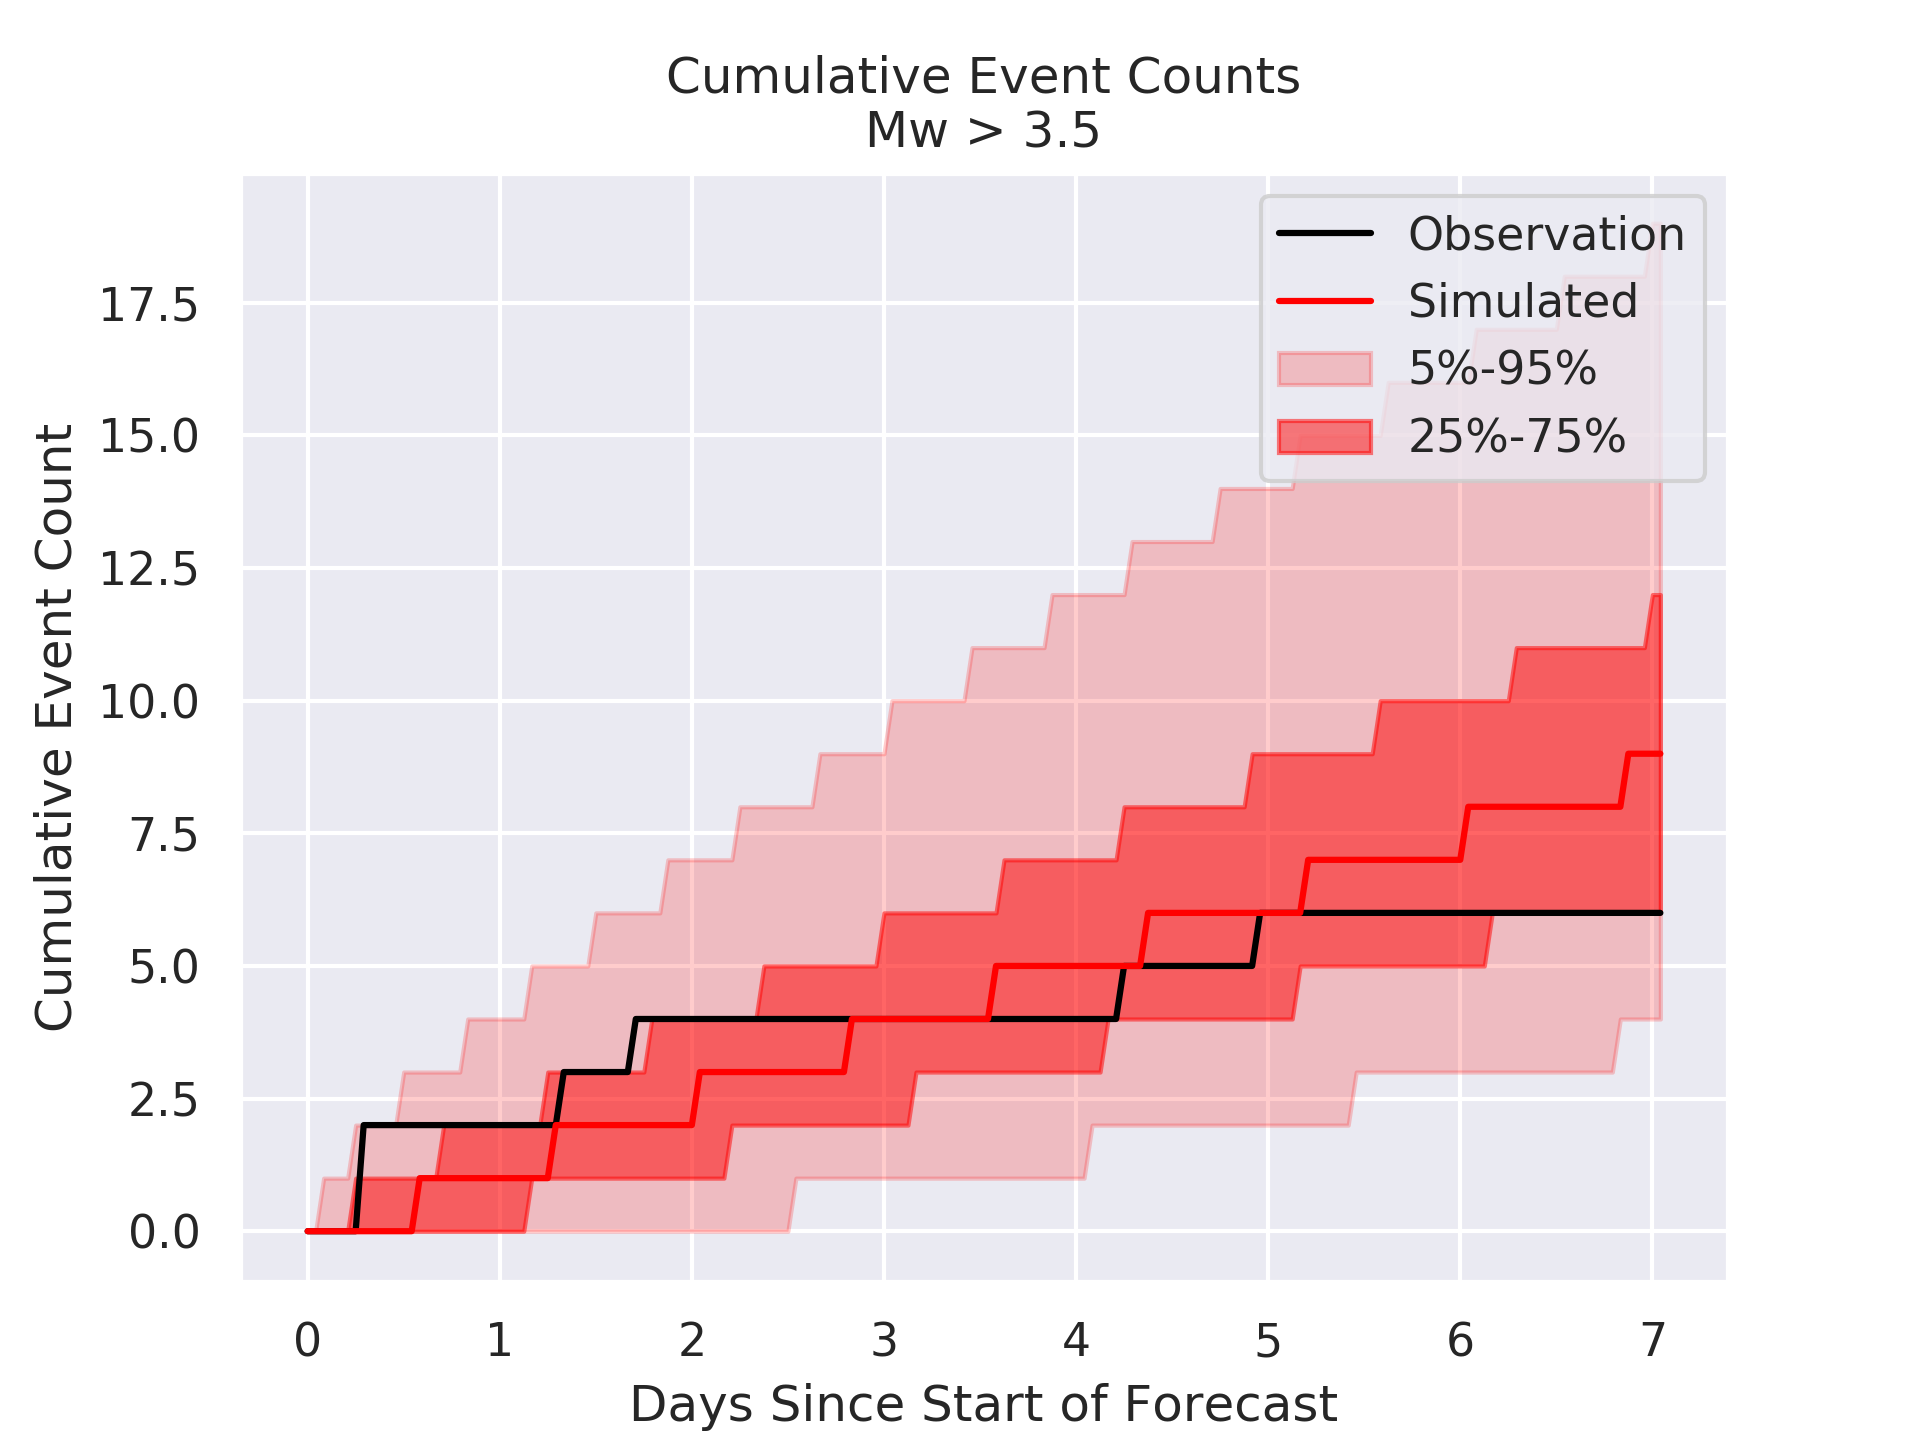 Cumulative Event Counts
Mw > 3.5
Observation
Simulated
5%-95%
25%-75%
Cumulative Event Count
17.5
15.0
12.5
10.0
7.5
5.0
2.5
0.0
0 1 2 3 4 5 6 7
Days Since Start of Forecast